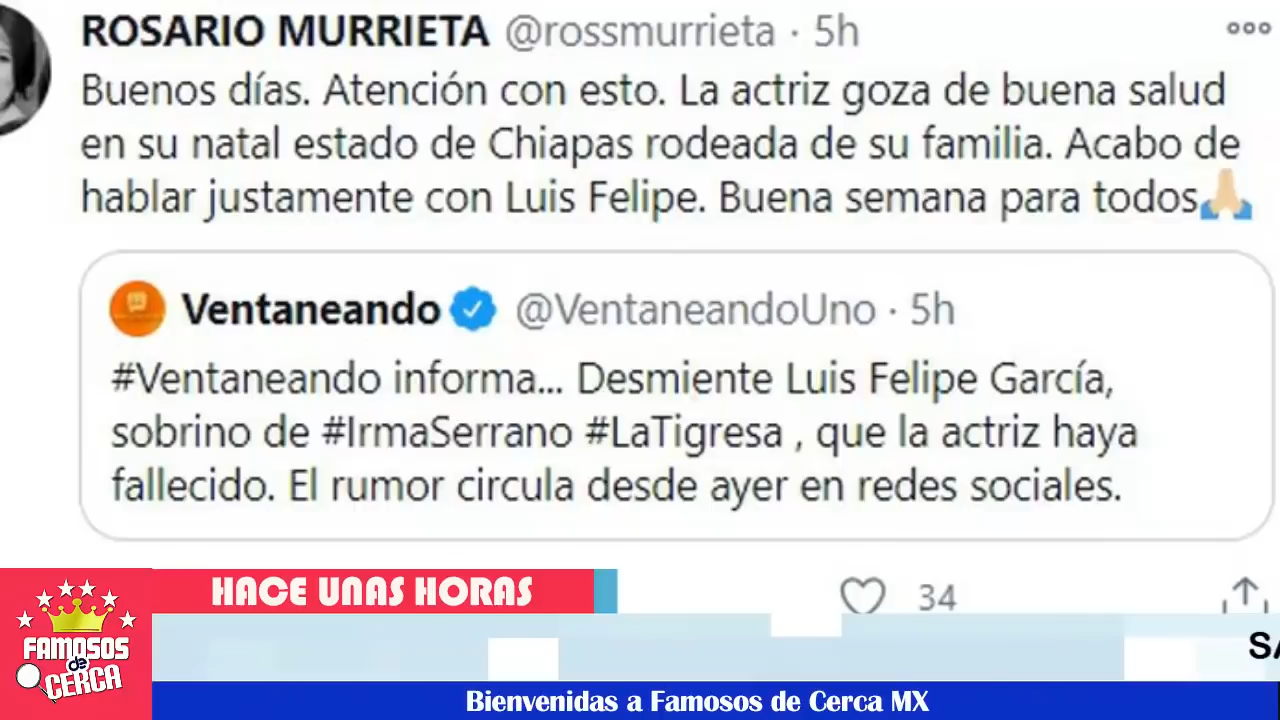 ROSARIO MURRIETA @rossmurrieta · 5h
Buenos días. Atención con esto. La actriz goza de buena salud
en su natal estado de Chiapas rodeada de su familia. Acabo de
hablar justamente con Luis Felipe. Buena semana para todos🙏🏼
Ventaneando @VentaneandoUno · 5h
#Ventaneando informa... Desmiente Luis Felipe García,
sobrino de #IrmaSerrano #LaTigresa , que la actriz haya
fallecido. El rumor circula desde ayer en redes sociales.
34
HACE UNAS HORAS
FAMOSOS
de
CERCA
Bienvenidas a Famosos de Cerca MX